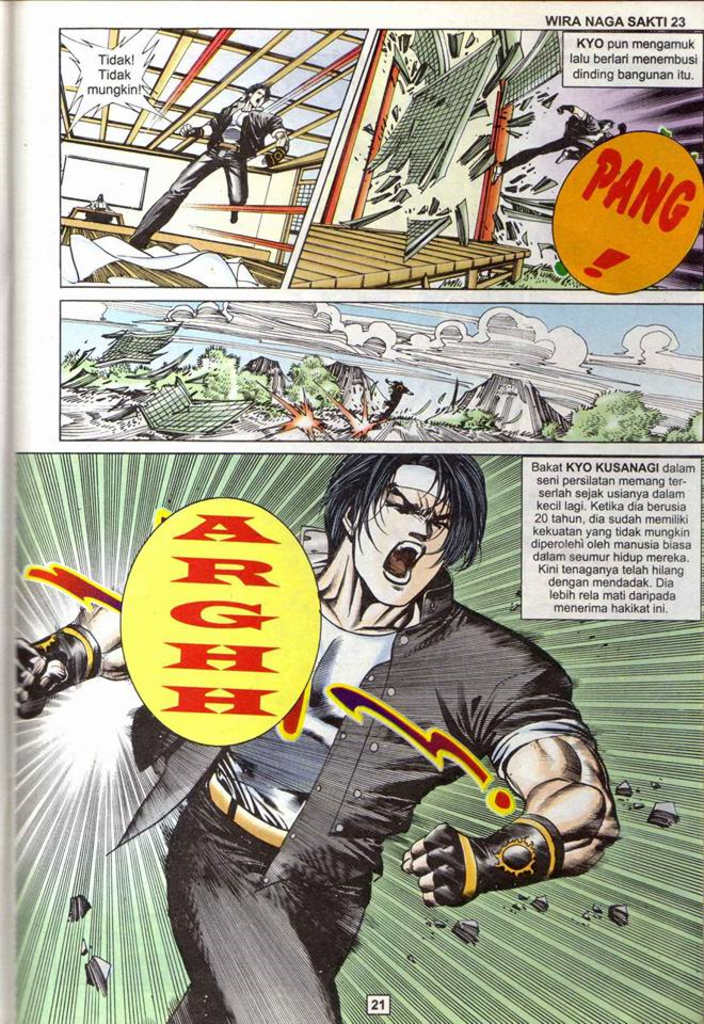 WIRA NAGA SAKTI 23
Tidak!
Tidak
mungkin!
KYO pun mengamuk
lalu berlari menembusi
dinding bangunan itu.
PANG
!
Bakat KYO KUSANAGI dalam
seni persilatan memang ter-
serlah sejak usianya dalam
kecil lagi. Ketika dia berusia
20 tahun, dia sudah memiliki
kekuatan yang tidak mungkin
diperolehi oleh manusia biasa
dalam seumur hidup mereka.
Kini tenaganya telah hilang
dengan mendadak. Dia
lebih rela mati daripada
menerima hakikat ini.
A
R
G
H
H
21